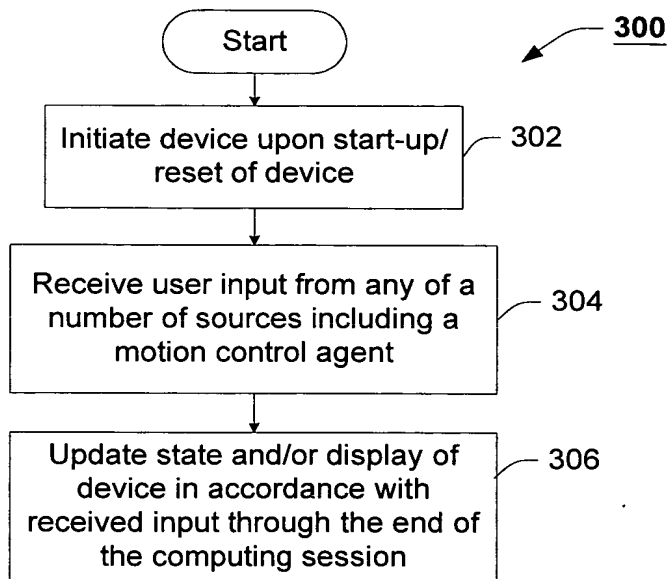 Start
300
Initiate device upon start-up/
reset of device
302
Receive user input from any of a
number of sources including a
motion control agent
304
Update state and/or display of
device in accordance with
received input through the end of
the computing session
306